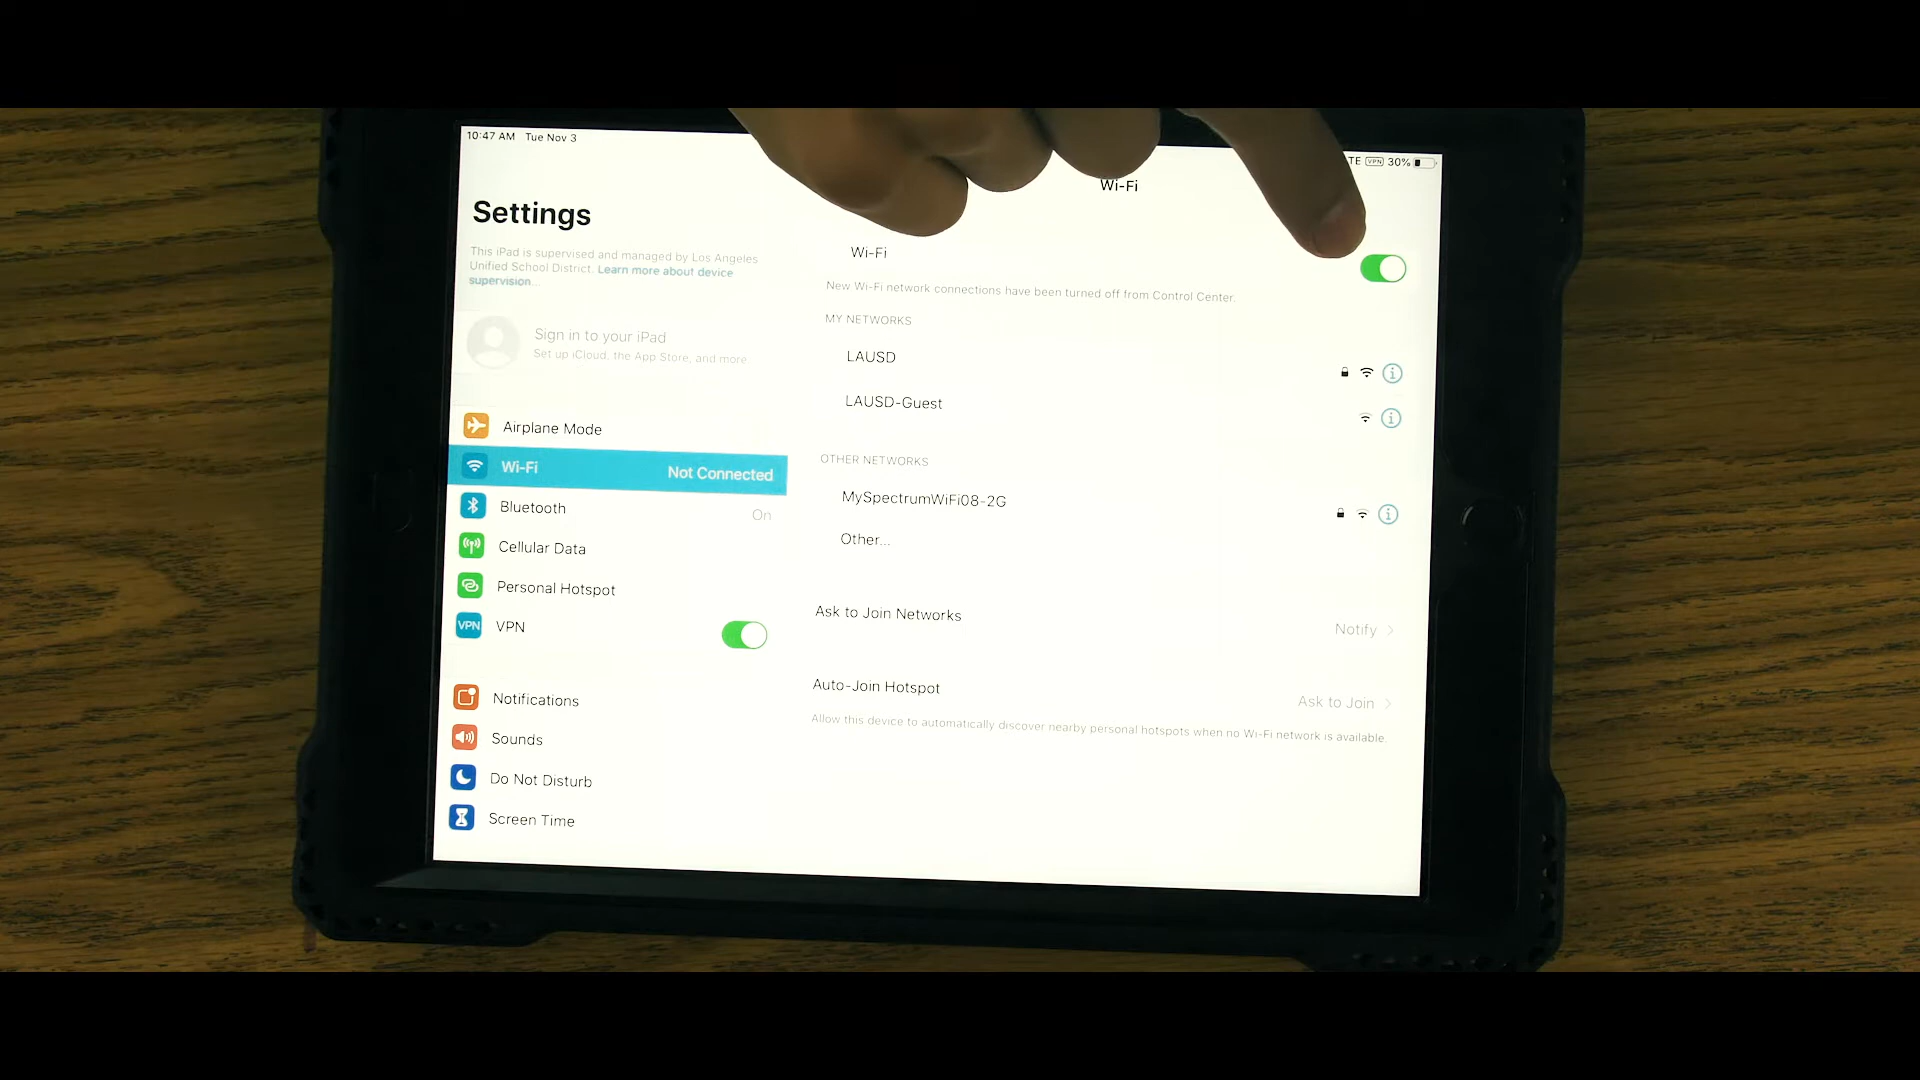 10:47 AM Tue Nov 3
TE VPN 30%
Settings
This iPad is supervised and managed by Los Angeles
Unified School District. Learn more about device
supervision...
Sign in to your iPad
Set up iCloud, the App Store, and more.
Airplane Mode
Wi-Fi Not Connected
Bluetooth On
Cellular Data
Personal Hotspot
VPN VPN
Notifications
Sounds
Do Not Disturb
Screen Time
Wi-Fi
Wi-Fi
New Wi-Fi network connections have been turned off from Control Center.
MY NETWORKS
LAUSD
LAUSD-Guest
OTHER NETWORKS
MySpectrumWiFi08-2G
Other...
Ask to Join Networks Notify
Auto-Join Hotspot Ask to Join
Allow this device to automatically discover nearby personal hotspots when no Wi-Fi network is available.